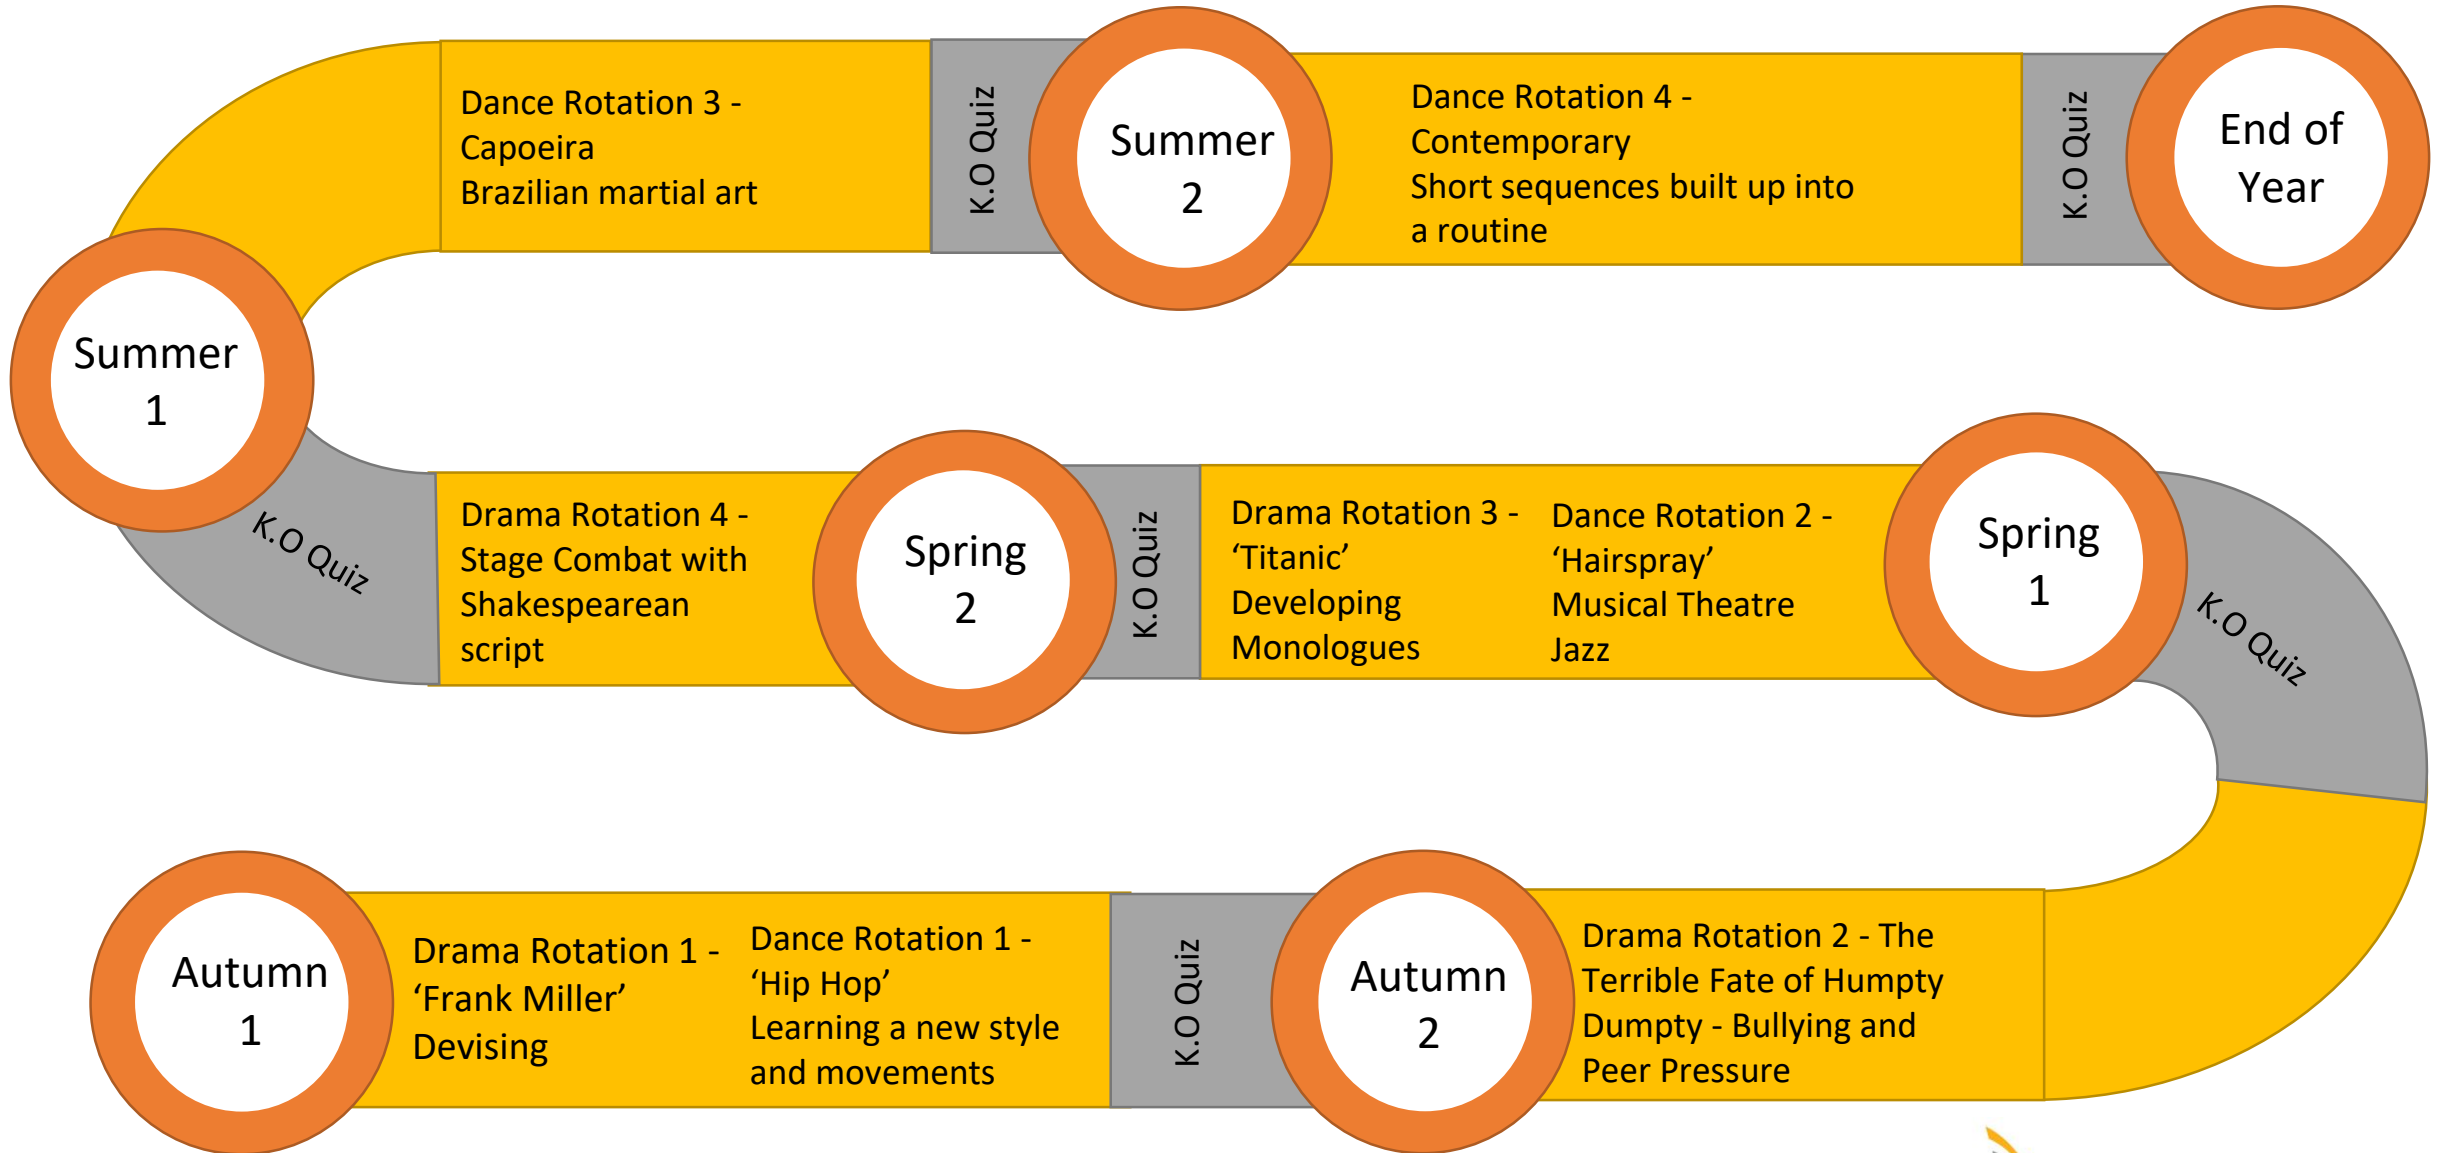 Dance Rotation 3 -
Capoeira
Brazilian martial art
K.O Quiz
Summer
2
Dance Rotation 4 -
Contemporary
Short sequences built up into
a routine
K.O Quiz
End of
Year
Summer
1
K.O Quiz
Drama Rotation 4 -
Stage Combat with
Shakespearean
script
Spring
2
K.O Quiz
Drama Rotation 3 -
‘Titanic’
Developing
Monologues
Dance Rotation 2 -
‘Hairspray’
Musical Theatre
Jazz
Spring
1
K.O Quiz
Autumn
1
Drama Rotation 1 -
‘Frank Miller’
Devising
Dance Rotation 1 -
‘Hip Hop’
Learning a new style
and movements
K.O Quiz
Autumn
2
Drama Rotation 2 - The
Terrible Fate of Humpty
Dumpty - Bullying and
Peer Pressure